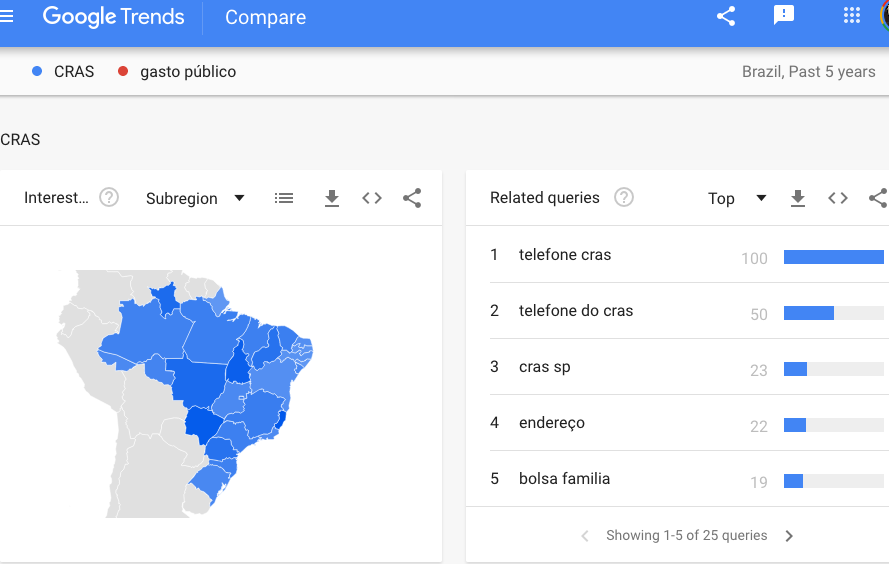 Google Trends Compare
CRAS gasto público Brazil, Past 5 years
CRAS
Interest... Subregion
Related queries Top
1 telefone cras 100
2 telefone do cras 50
3 cras sp 23
4 endereço 22
5 bolsa familia 19
Showing 1-5 of 25 queries